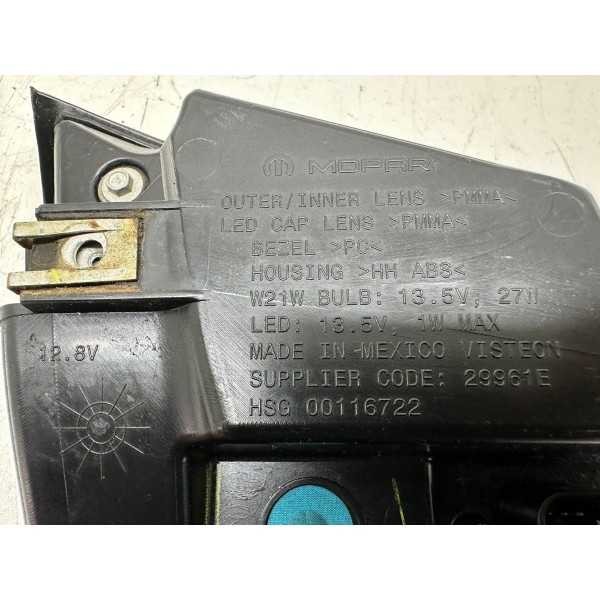 MOPAR
OUTER/INNER LENS >PMMA<
LED CAP LENS >PMMA<
BEZEL >PC<
HOUSING >HH ABS<
W21W BULB: 13.5V, 27W
LED: 13.5V, 1W MAX
MADE IN MEXICO VISTEON
SUPPLIER CODE: 29961E
HSG 00116722
12.8V